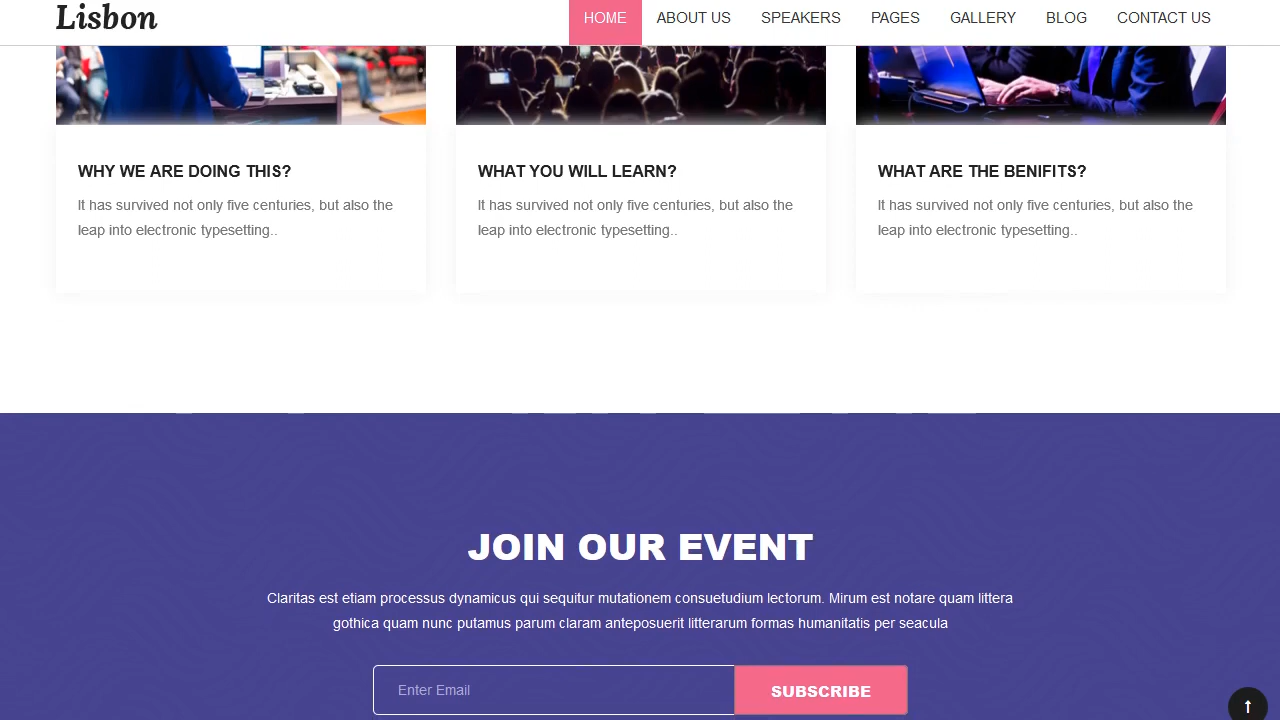 Lisbon
HOME ABOUT US SPEAKERS PAGES GALLERY BLOG CONTACT US
WHY WE ARE DOING THIS?
It has survived not only five centuries, but also the
leap into electronic typesetting..
WHAT YOU WILL LEARN?
It has survived not only five centuries, but also the
leap into electronic typesetting..
WHAT ARE THE BENIFITS?
It has survived not only five centuries, but also the
leap into electronic typesetting..
JOIN OUR EVENT
Claritas est etiam processus dynamicus qui sequitur mutationem consuetudium lectorum. Mirum est notare quam littera
gothica quam nunc putamus parum claram anteposuerit litterarum formas humanitatis per seacula
Enter Email
SUBSCRIBE